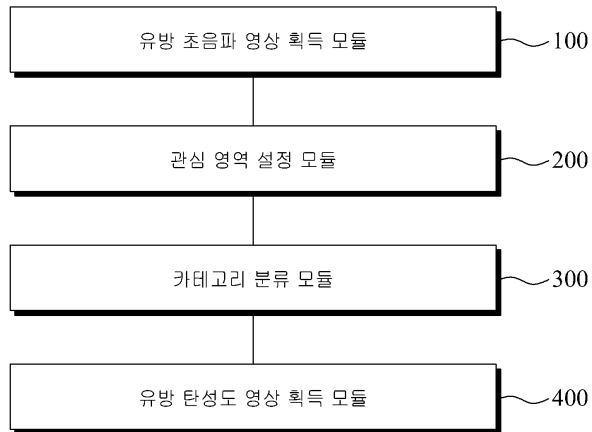 유방 초음파 영상 획득 모듈 100
관심 영역 설정 모듈 200
카테고리 분류 모듈 300
유방 탄성도 영상 획득 모듈 400